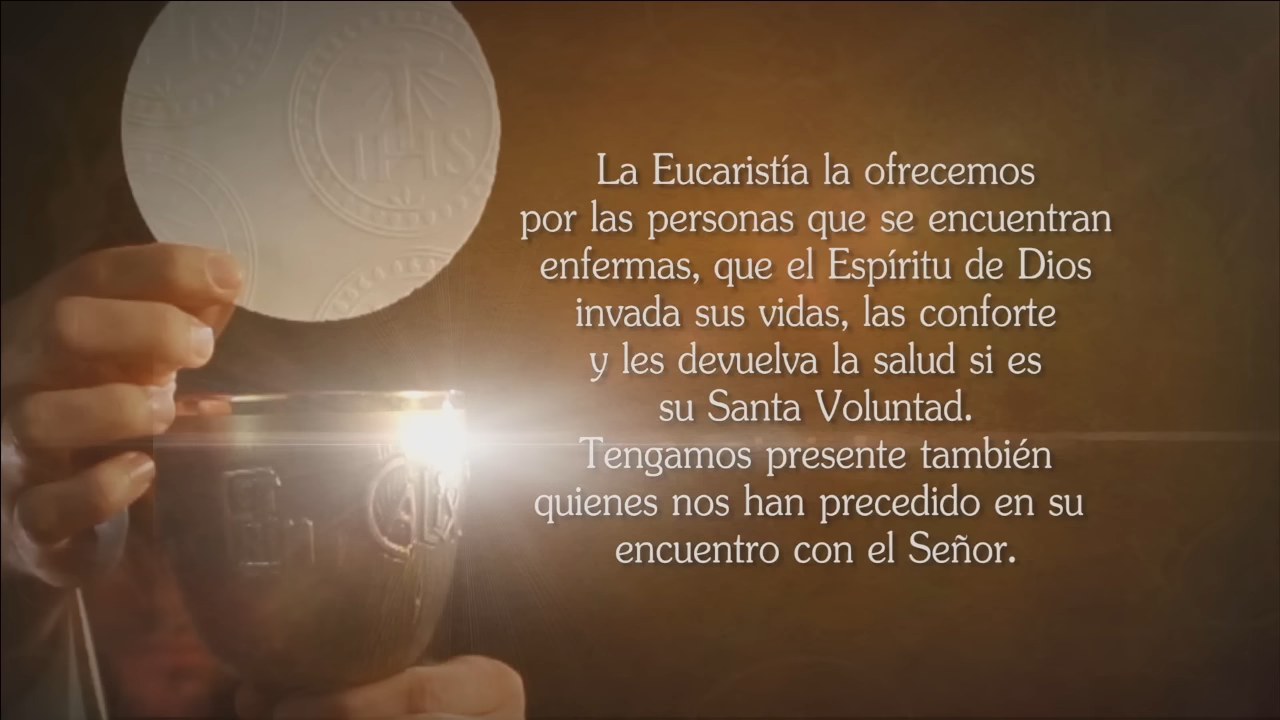 IHS
La Eucaristía la ofrecemos
por las personas que se encuentran
enfermas, que el Espíritu de Dios
invada sus vidas, las conforte
y les devuelva la salud si es
su Santa Voluntad.
Tengamos presente también
quienes nos han precedido en su
encuentro con el Señor.